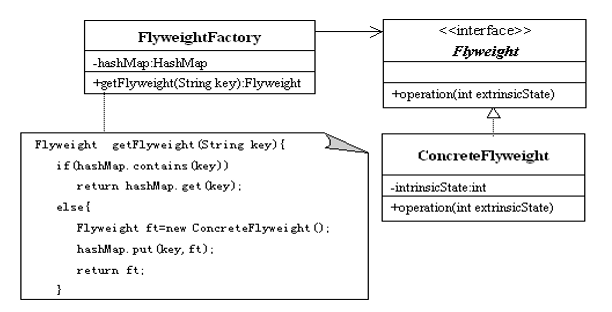 FlyweightFactory
-hashMap:HashMap
+getFlyweight(String key):Flyweight
<<interface>>
Flyweight
+operation(int extrinsicState)
ConcreteFlyweight
-intrinsicState:int
+operation(int extrinsicState)
Flyweight getFlyweight(String key){
if(hashMap.contains(key))
return hashMap.get(key);
else{
Flyweight ft=new ConcreteFlyweight();
hashMap.put(key,ft);
return ft;
}